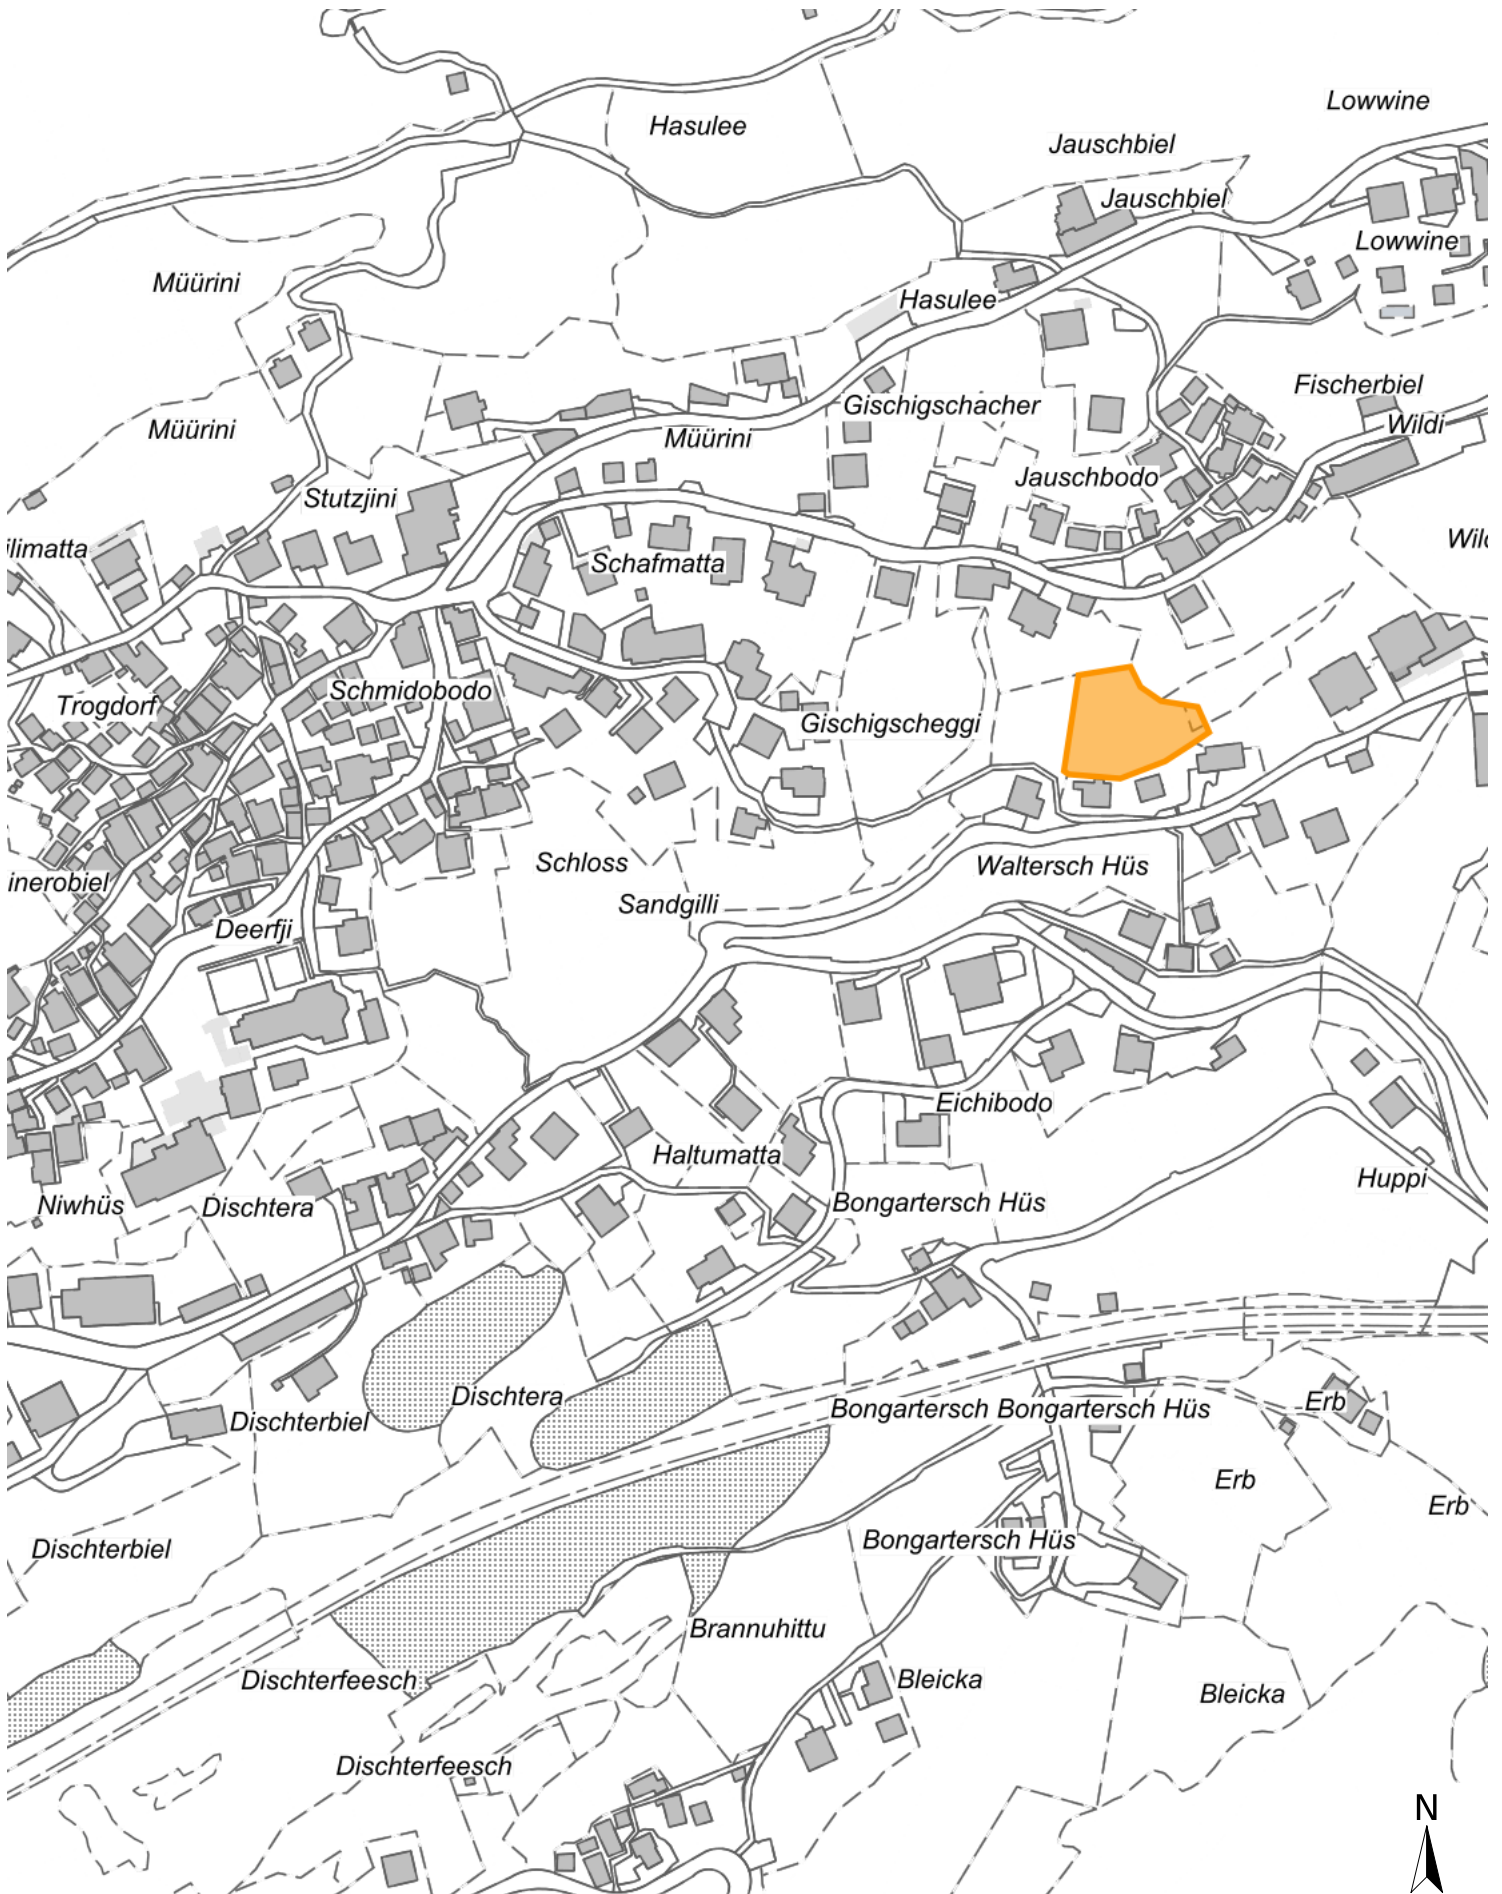 Lowwine
Hasulee
Jauschbiel
Jauschbiel
Lowwine
Müürini
Hasulee
Fischerbiel
Gischigschacher
Wildi
Müürini
Müürini
Jauschbodo
Stutzjini
ilimatta
Schafmatta
Wild
Schmidobodo
Trogdorf
Gischigscheggi
Schloss
Waltersch Hüs
inerobiel
Sandgilli
Deerfji
Eichibodo
Haltumatta
Huppi
Niwhüs
Dischtera
Bongartersch Hüs
Dischtera
Erb
Dischterbiel
Bongartersch Bongartersch Hüs
Erb
Erb
Dischterbiel
Bongartersch Hüs
Brannuhittu
Dischterfeesch
Bleicka
Bleicka
Dischterfeesch
N